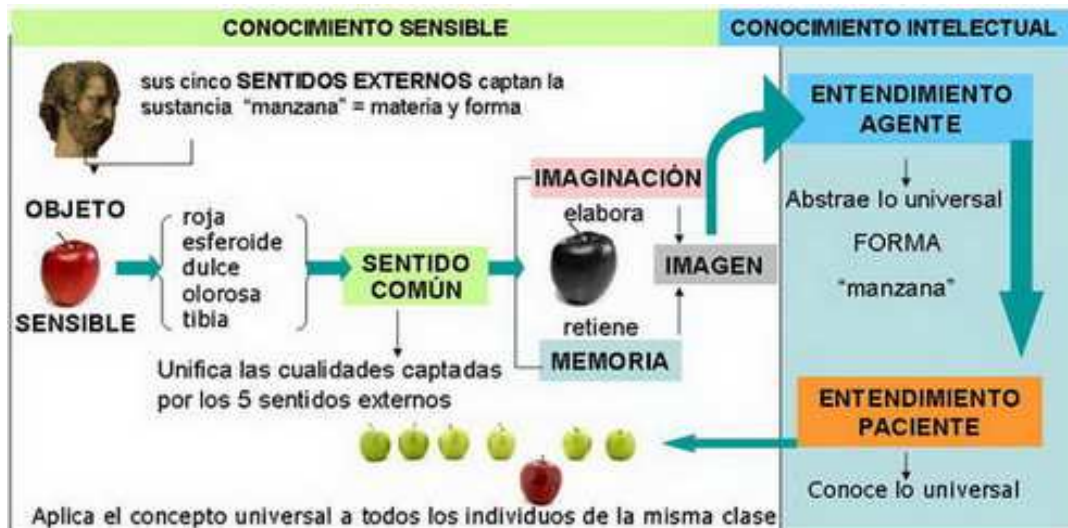 CONOCIMIENTO SENSIBLE
CONOCIMIENTO INTELECTUAL
sus cinco SENTIDOS EXTERNOS captan la
sustancia "manzana" = materia y forma
OBJETO
SENSIBLE
roja
esferoide
dulce
olorosa
tibia
SENTIDO
COMÚN
Unifica las cualidades captadas
por los 5 sentidos externos
IMAGINACIÓN
elabora
IMAGEN
retiene
MEMORIA
ENTENDIMIENTO
AGENTE
Abstrae lo universal
FORMA
"manzana"
ENTENDIMIENTO
PACIENTE
Conoce lo universal
Aplica el concepto universal a todos los individuos de la misma clase